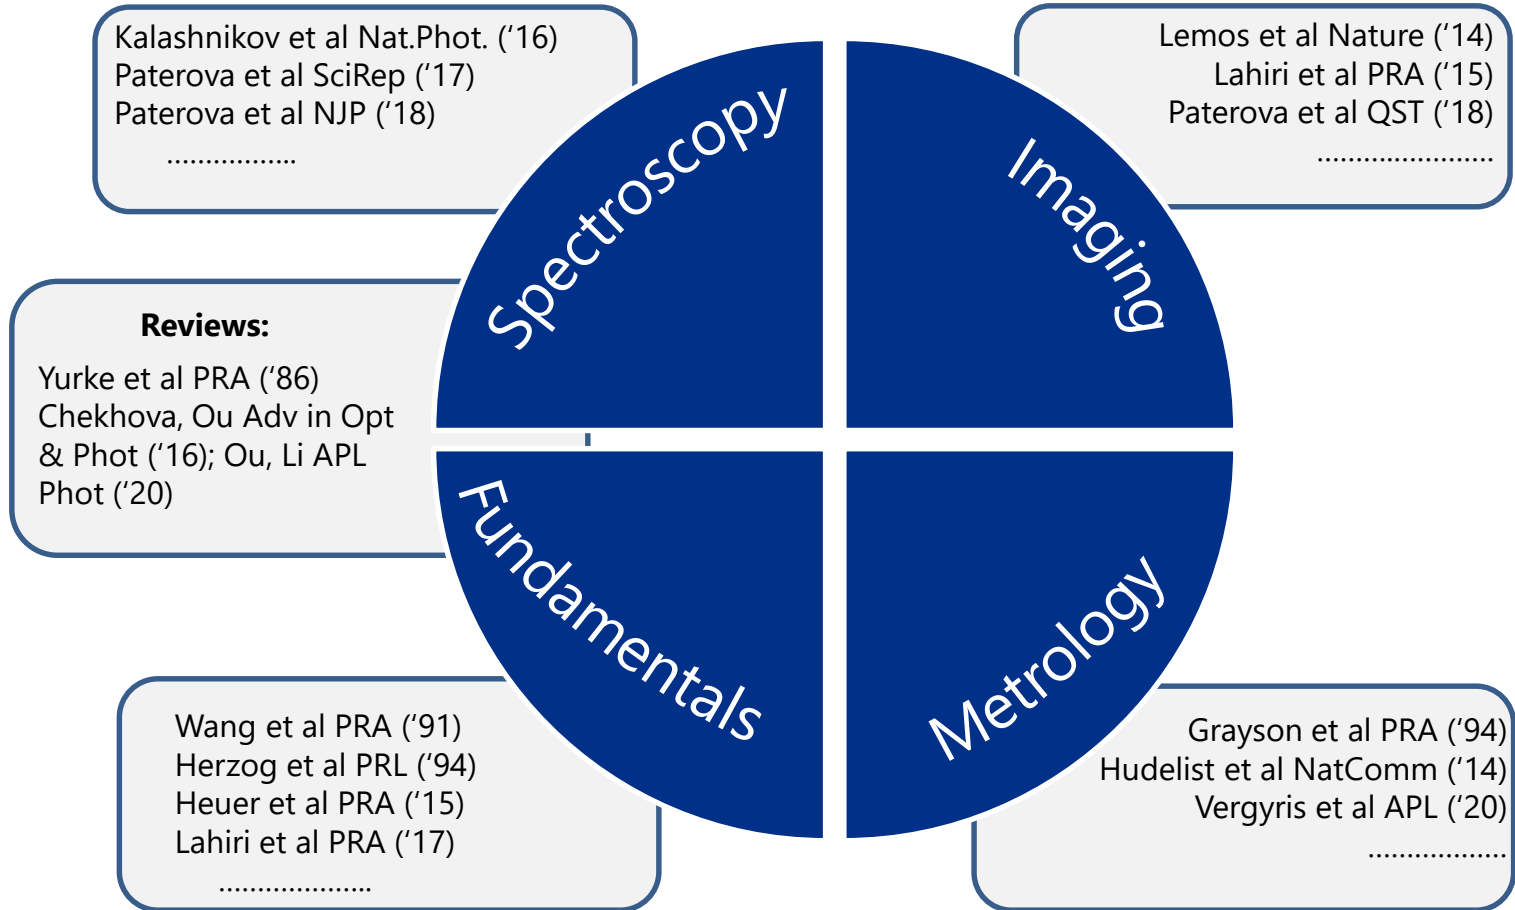 Kalashnikov et al Nat.Phot. (‘16)
Paterova et al SciRep (‘17)
Paterova et al NJP (‘18)
.................
Lemos et al Nature (‘14)
Lahiri et al PRA (‘15)
Paterova et al QST (‘18)
.......................
Spectroscopy
Imaging
Reviews:
Yurke et al PRA (‘86)
Chekhova, Ou Adv in Opt
& Phot (‘16); Ou, Li APL
Phot (‘20)
Fundamentals
Metrology
Wang et al PRA (‘91)
Herzog et PRL (‘94)
Heuer et al PRA (‘15)
Lahiri et al PRA (‘17)
....................
Grayson et al PRA (‘94)
Hudelist et al NatComm (‘14)
Vergyris et al APL (‘20)
..................